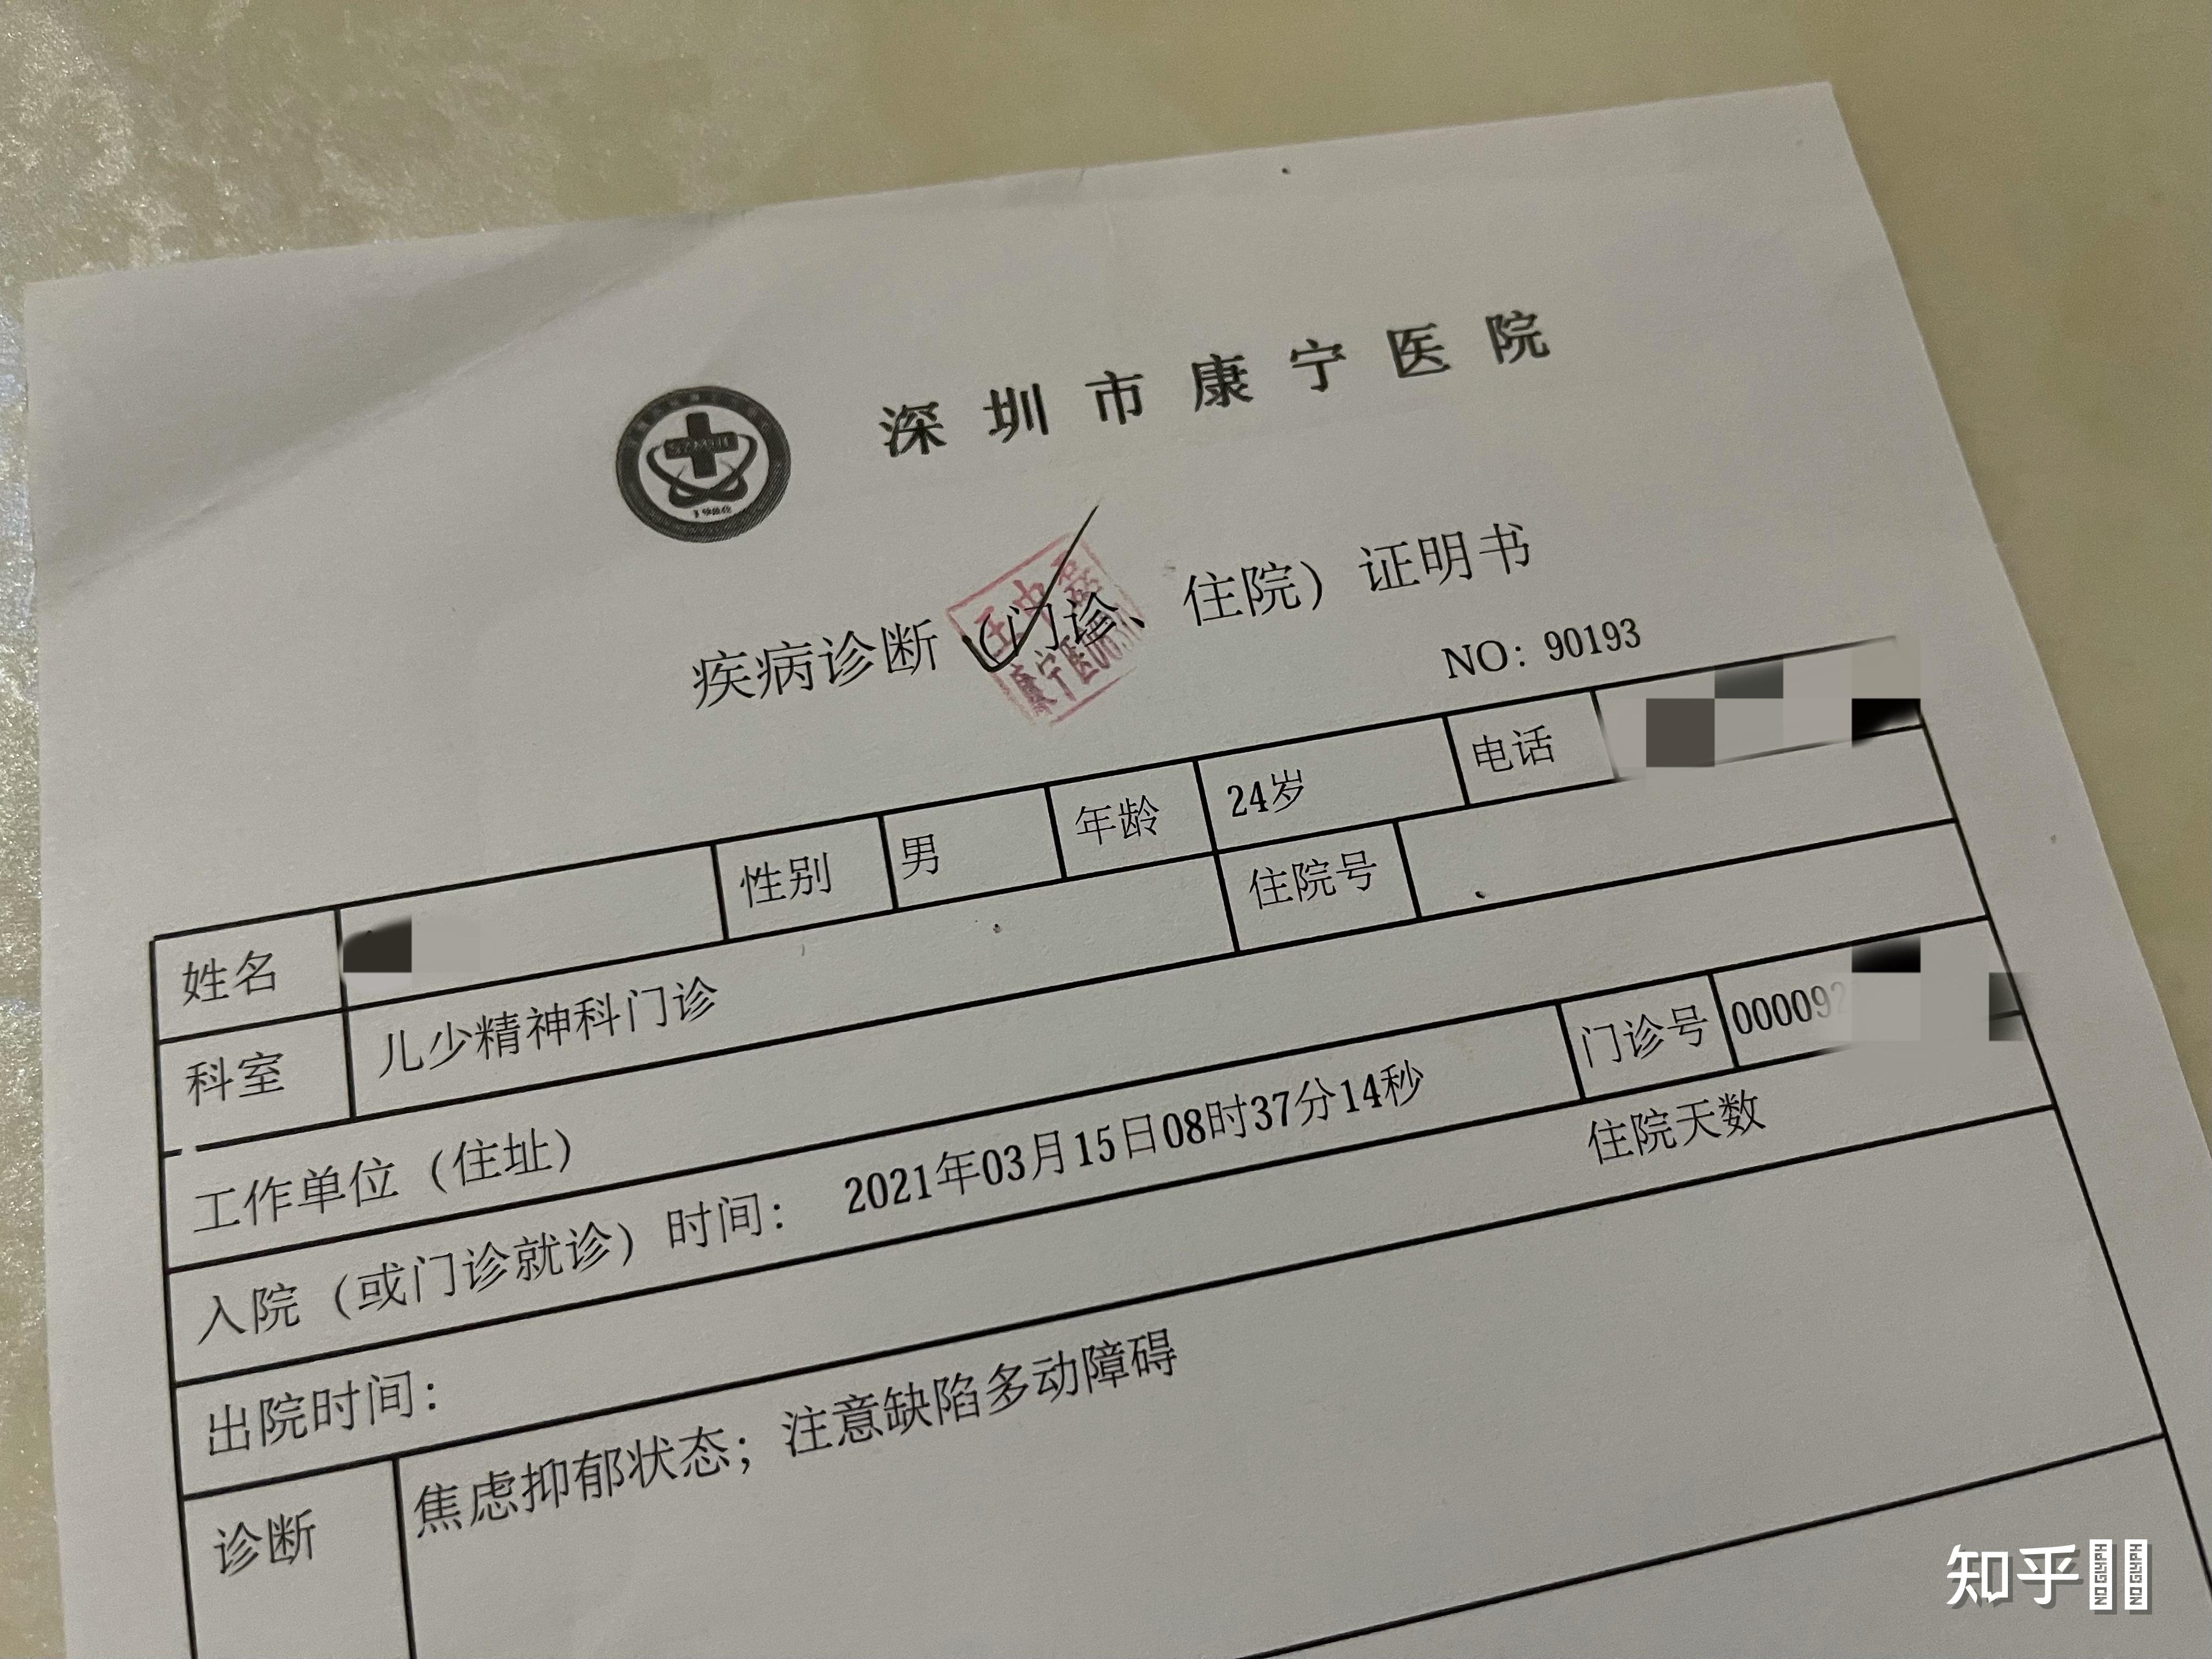 深圳市康宁医院
疾病诊断（门诊、住院）证明书
NO：90193
姓名 性别 男 年龄 24岁 电话
科室 儿少精神科门诊 住院号
工作单位（住址）
入院（或门诊就诊）时间： 2021年03月15日08时37分14秒 门诊号 000092
出院时间： 住院天数
诊断 焦虑抑郁状态；注意缺陷多动障碍
知乎